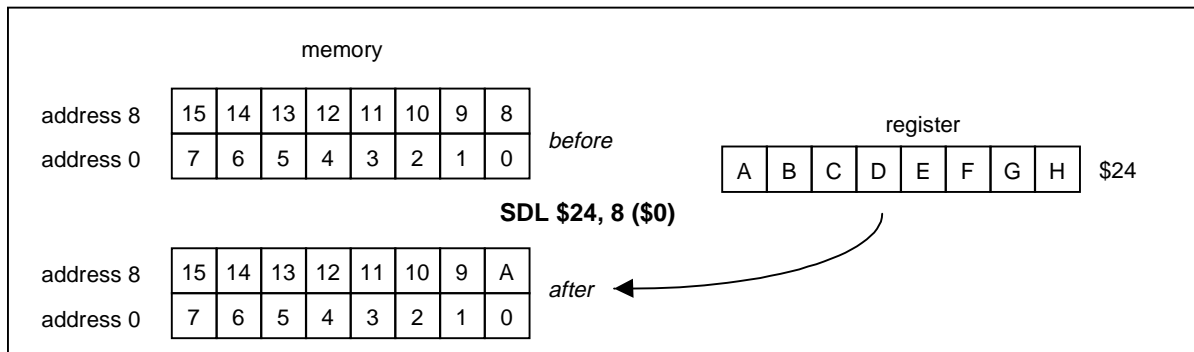 memory
address 8 15 14 13 12 11 10 9 8
before
register
address 0 7 6 5 4 3 2 1 0
A B C D E F G H $24
SDL $24, 8 ($0)
address 8 15 14 13 12 11 10 9 A
after
address 0 7 6 5 4 3 2 1 0